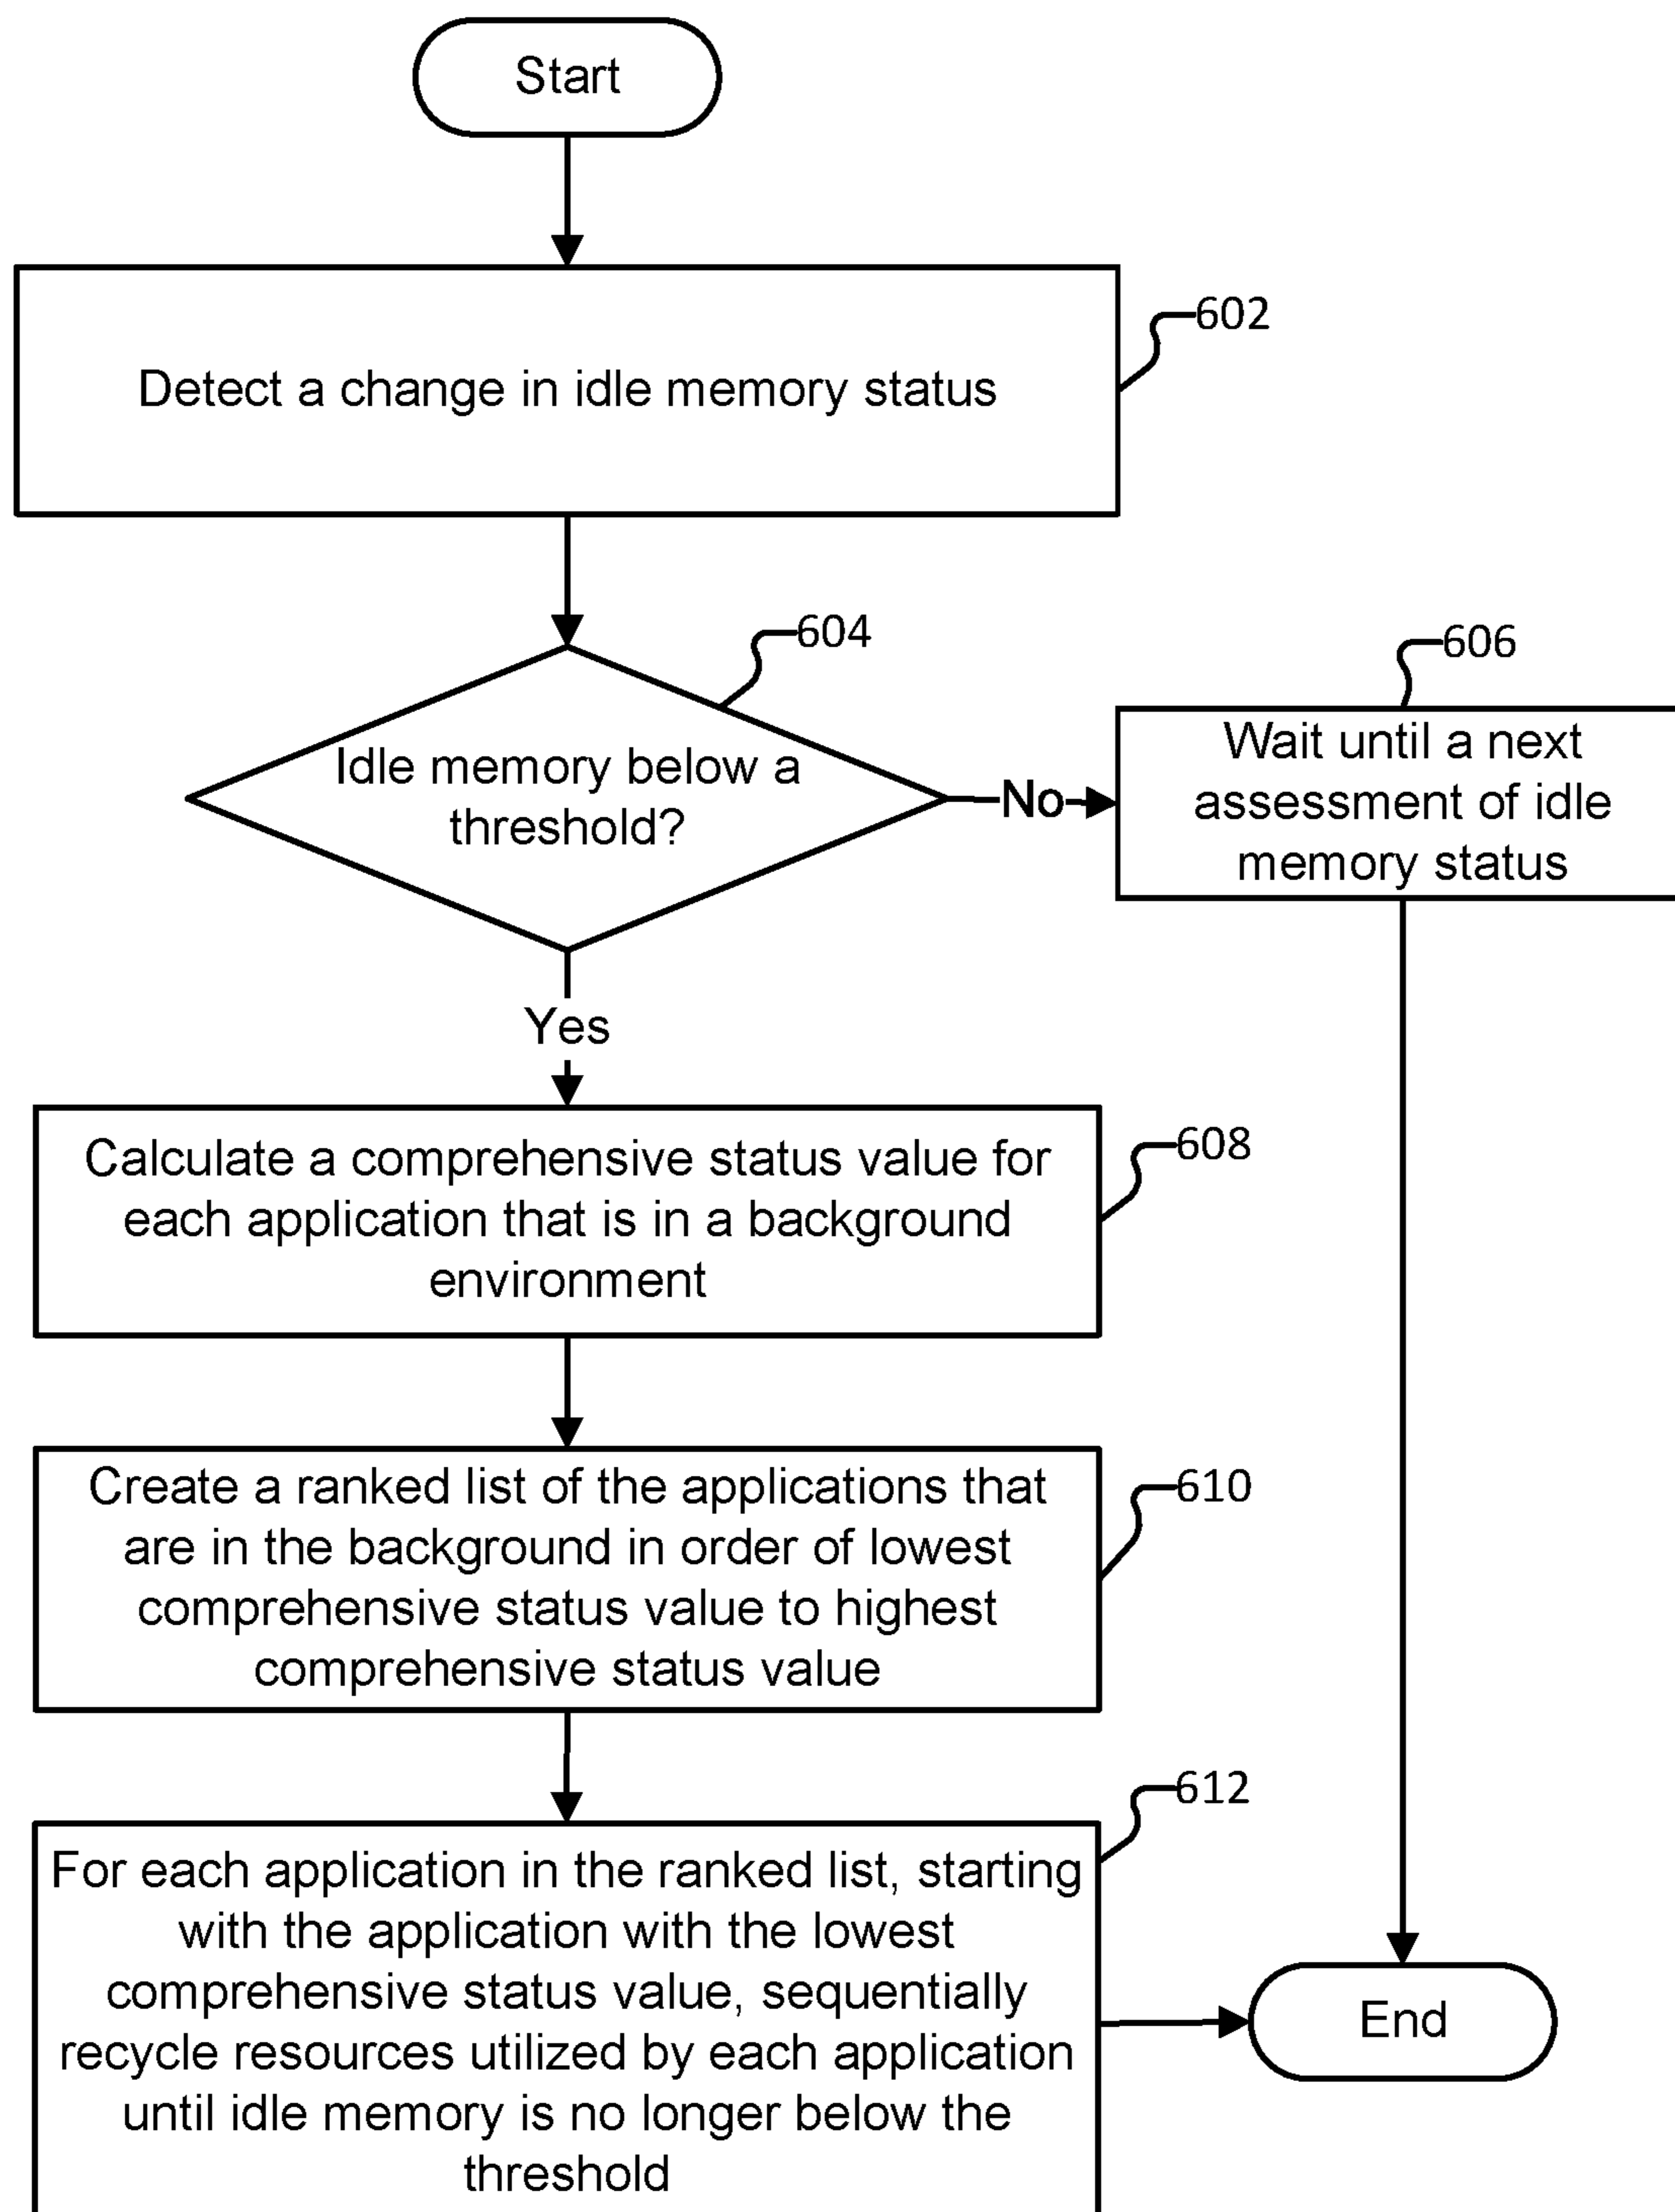 Start
602
Detect a change in idle memory status
604
606
Idle memory below a
threshold?
No
Wait until a next
assessment of idle
memory status
Yes
608
Calculate a comprehensive status value for
each application that is in a background
environment
610
Create a ranked list of the applications that
are in the background in order of lowest
comprehensive status value to highest
comprehensive status value
612
For each application in the ranked list, starting
with the application with the lowest
comprehensive status value, sequentially
recycle resources utilized by each application
until idle memory is no longer below the
threshold
End